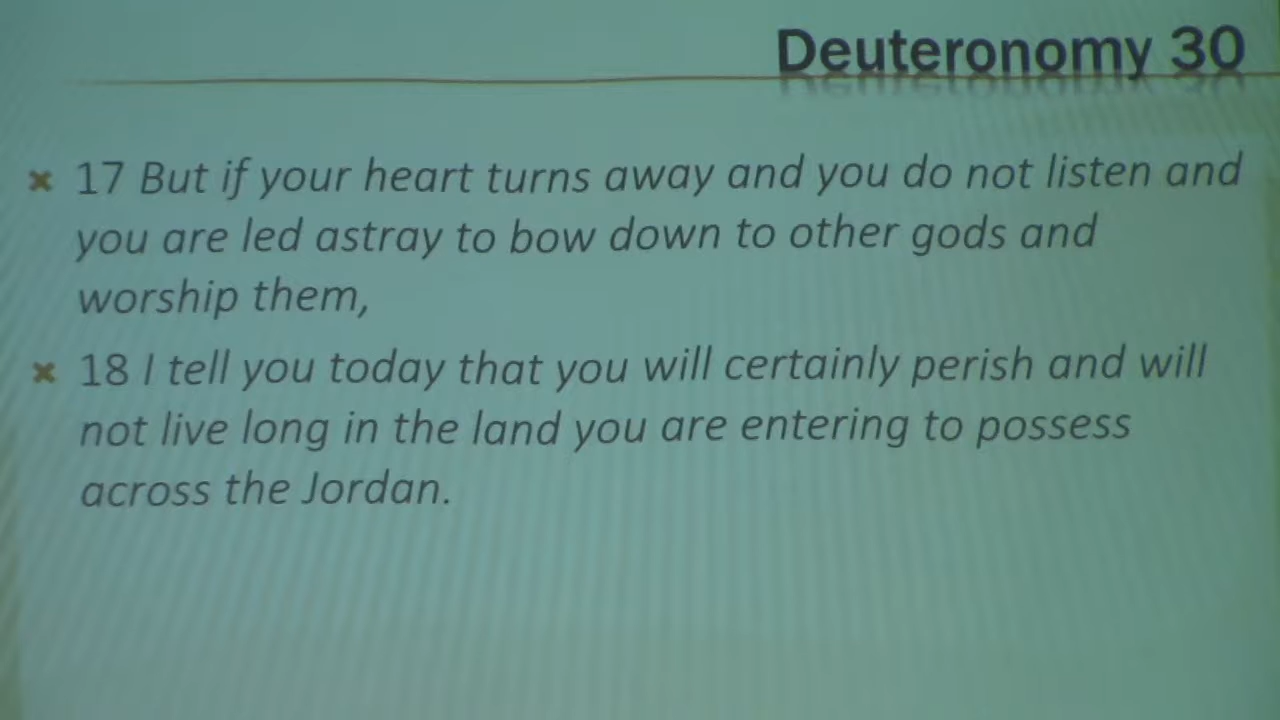 Deuteronomy 30
17 But if your heart turns away and you do not listen and
you are led astray to bow down to other gods and
worship them,
18 I tell you today that you will certainly perish and will
not live long in the land you are entering to possess
across the Jordan.